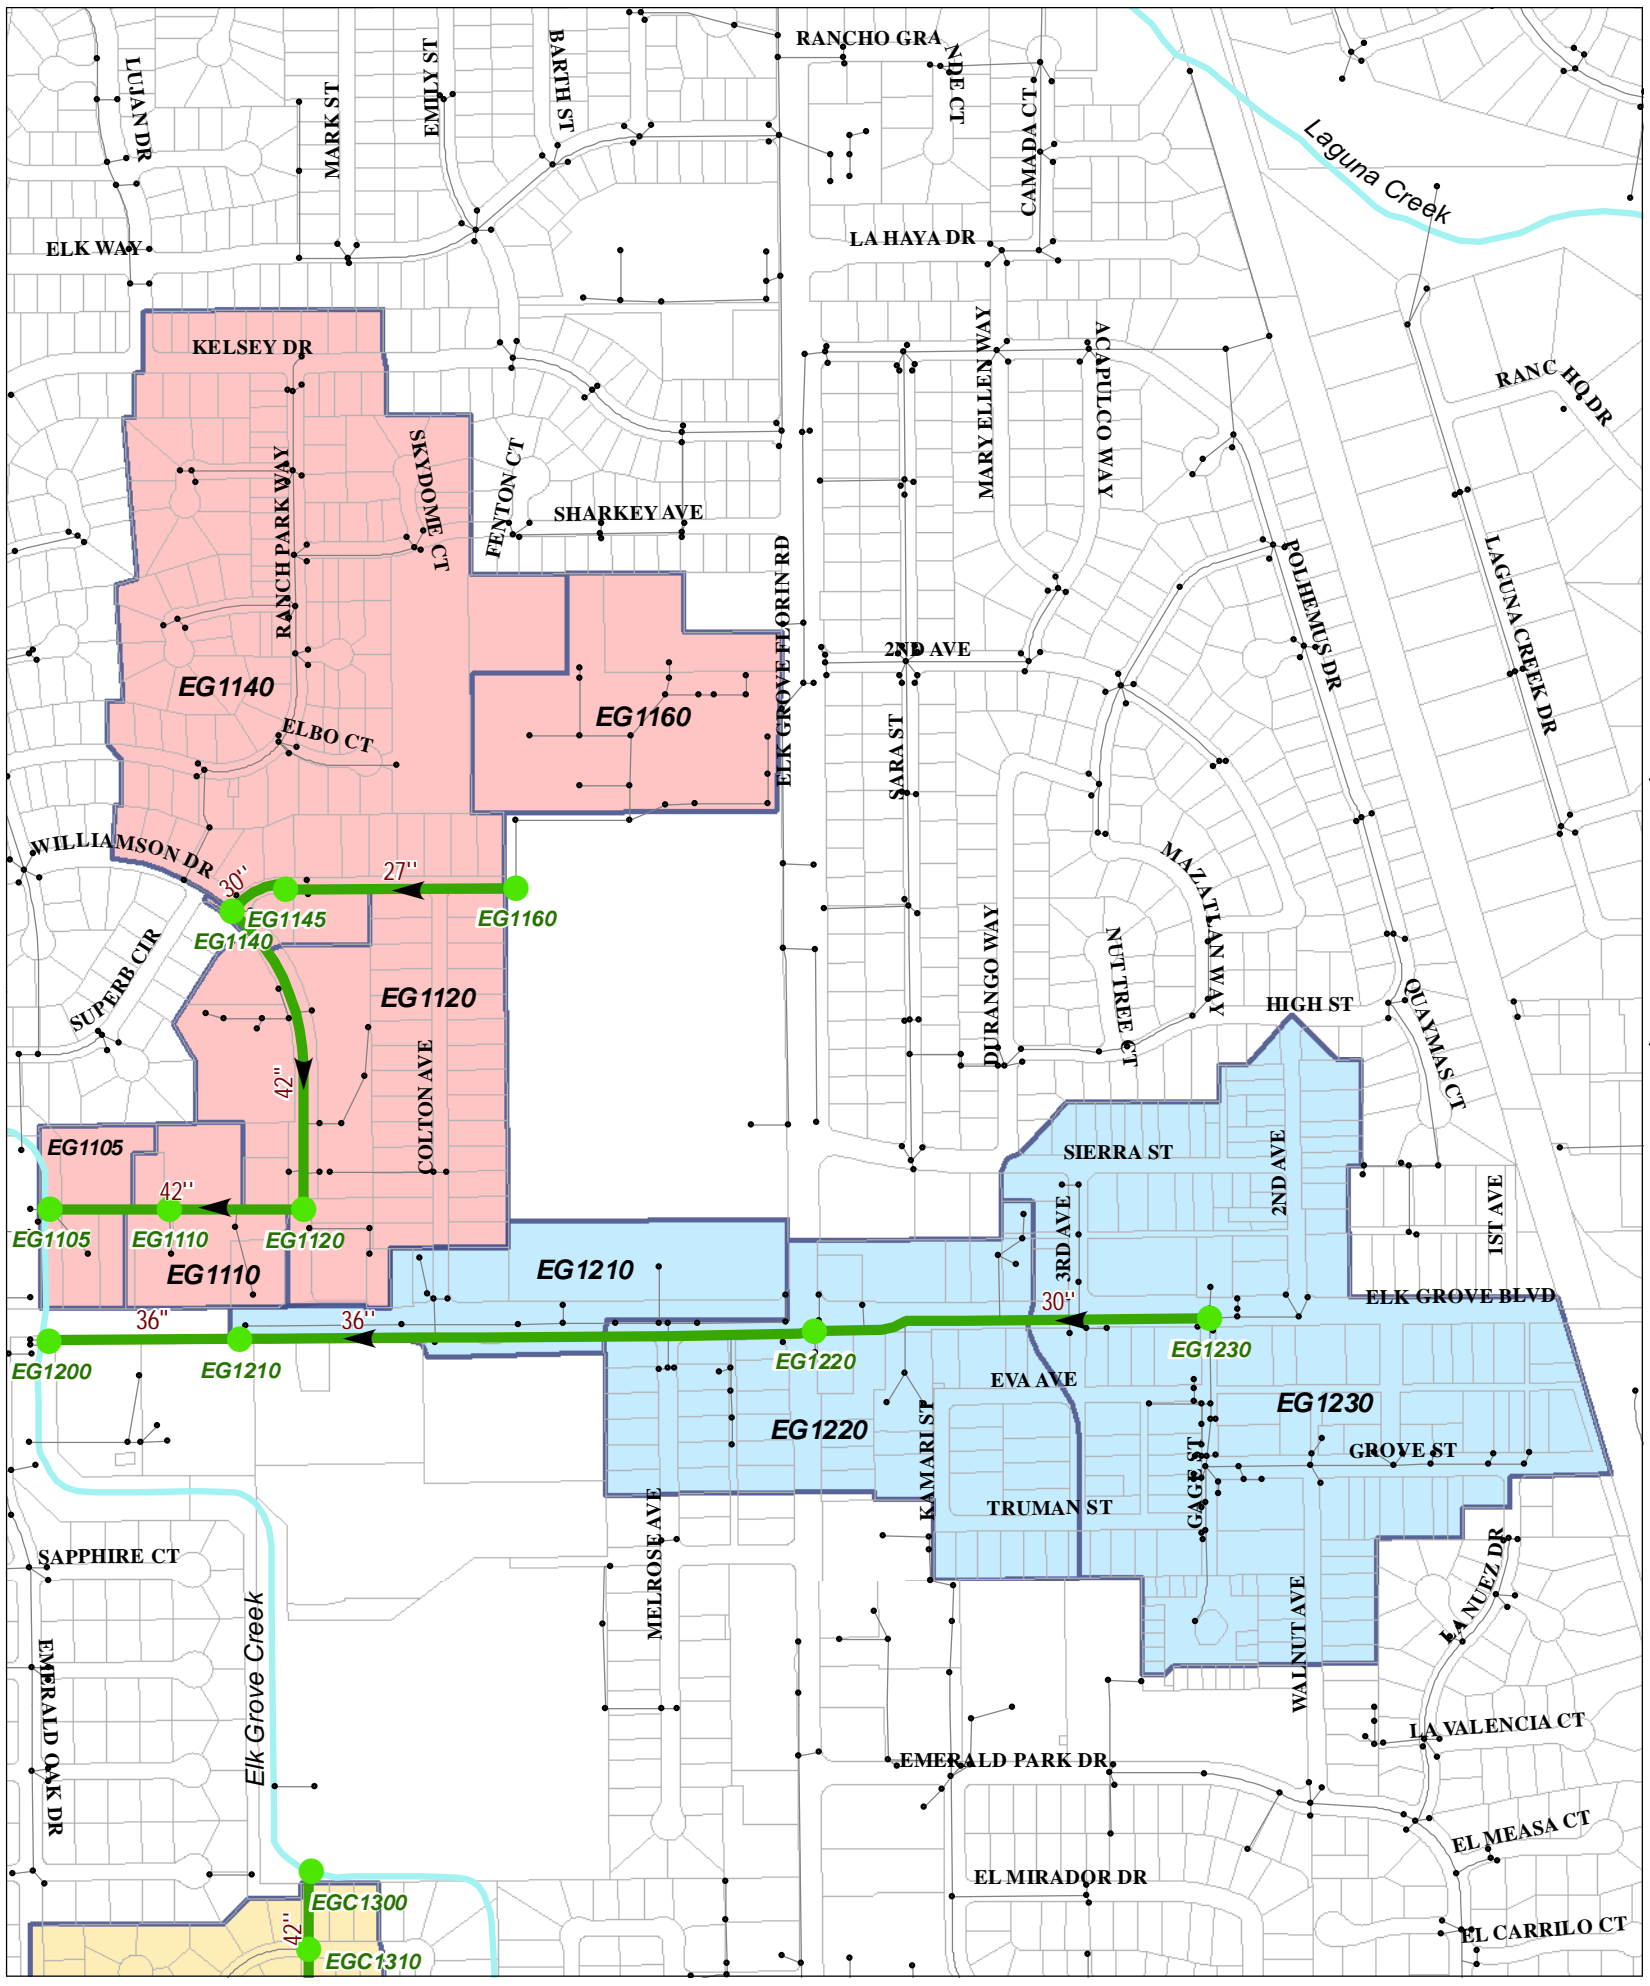 RANCHO GRA
NDE CT
LUJAN DR
MARK ST
EMILY ST
BARTH ST
CAMADA CT
Laguna Creek
ELK WAY
LA HAYA DR
KELSEY DR
MARY ELLEN WAY
ACAPULCO WAY
RANC HO DR
RANCH PARK WAY
SKYDOME CT
FENTON CT
SHARKEY AVE
ELK GROVE FLORIN RD
POLHEMUS DR
LAGUNA CREEK DR
2ND AVE
EG1140
EG1160
ELBO CT
SARA ST
WILLIAMSON DR
30"
27"
EG1145
EG1160
EG1140
MAZATLAN WAY
SUPERB CIR
EG1120
DURANGO WAY
NUT TREE CT
HIGH ST
QUAYMAS CT
42"
COLTON AVE
EG1105
SIERRA ST
2ND AVE
3RD AVE
1ST AVE
42"
EG1105
EG1110
EG1120
EG1110
EG1210
36"
36"
30"
ELK GROVE BLVD
EG1200
EG1210
EG1220
EG1230
EVA AVE
EG1220
EG1230
KAMARI ST
GAGE ST
GROVE ST
TRUMAN ST
MELROSE AVE
SAPPHIRE CT
LA NUEZ DR
WALNUT AVE
Elk Grove Creek
EMERALD OAK DR
LA VALENCIA CT
EMERALD PARK DR
EL MEASA CT
EL MIRADOR DR
EGC1300
42"
EL CARRILO CT
EGC1310